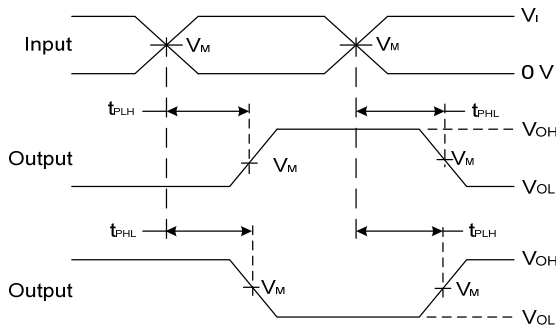 VI
Input
VM
VM
0 V
tPLH
tPHL
VOH
Output
VM
VM
VOL
tPHL
tPLH
VOH
Output
VM
VM
VOL